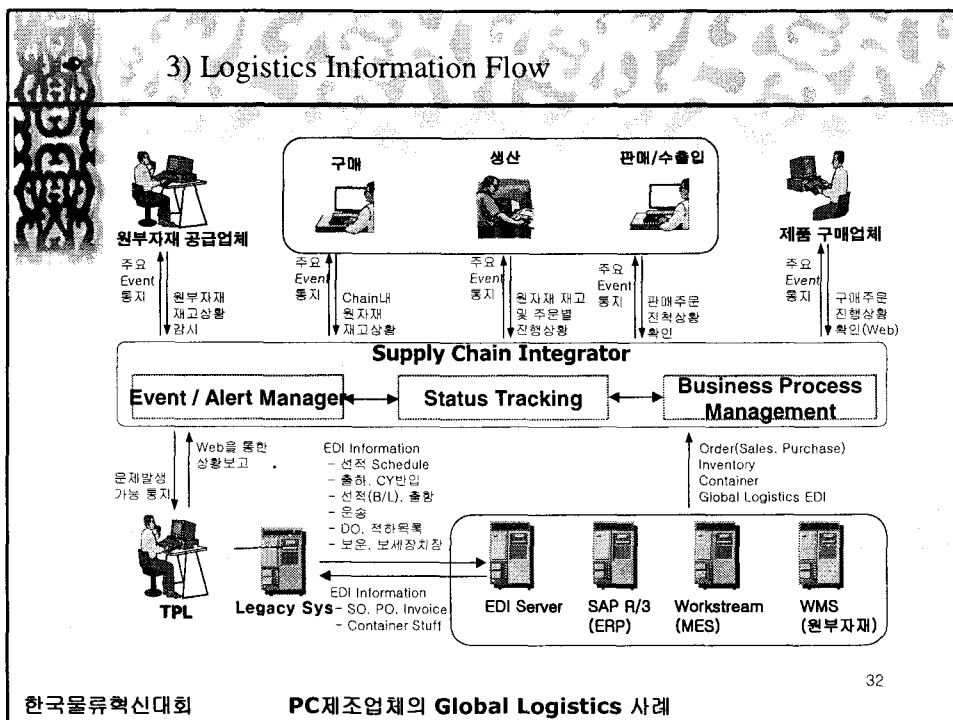 3) Logistics Information Flow
구매
생산
판매/수출입
원부자재 공급업체
제품 구매업체
주요
Event
통지
원부자재
재고상황
감시
주요
Event
통지
Chain내
원자재
재고상황
주요
Event
통지
원자재 재고
및 주문별
진행상황
주요
Event
통지
판매주문
진척상황
확인
주요
Event
통지
구매주문
진행상황
확인(Web)
Supply Chain Integrator
Event / Alert Manager
Status Tracking
Business Process
Management
문제발생
가능 통지
Web을 통한
상황보고
EDI Information
- 선적 Schedule
- 출하, CY반입
- 선적(B/L), 출항
- 운송
- DO, 적하목록
- 보운, 보세장치장
Order(Sales, Purchase)
Inventory
Container
Global Logistics EDI
TPL
Legacy Sys
EDI Information
- SO, PO, Invoice
- Container Stuff
EDI Server
SAP R/3
(ERP)
Workstream
(MES)
WMS
(원부자재)
32
한국물류혁신대회
PC제조업체의 Global Logistics 사례